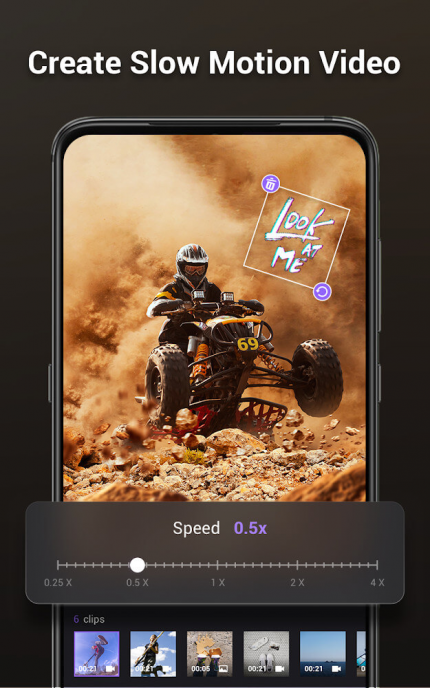 Create Slow Motion Video
LOOK
AT
ME
69
Speed 0.5x
0.25 X 0.5 X 1 X 2 X 4 X
6 clips
00:21 00:21 00:05 00:21 00:21 0